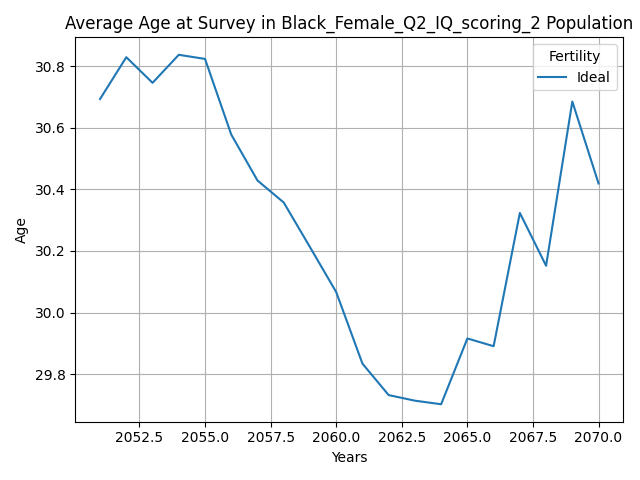 Average Age at Survey in Black_Female_Q2_IQ_scoring_2 Population
Fertility
Ideal
30.8
30.6
30.4
30.2
30.0
29.8
Age
2052.5 2055.0 2057.5 2060.0 2062.5 2065.0 2067.5 2070.0
Years